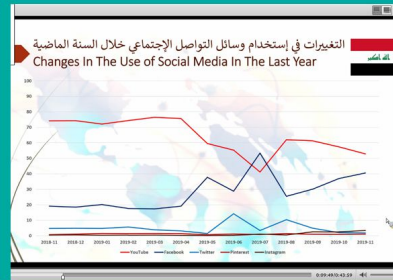 التغييرات في إستخدام وسائل التواصل الإجتماعي خلال السنة الماضية
Changes In The Use of Social Media In The Last Year
100
90
80
70
60
50
40
30
20
10
0
2018-11 2018-12 2019-01 2019-02 2019-03 2019-04 2019-05 2019-06 2019-07 2019-08 2019-09 2019-10 2019-11
YouTube Facebook Twitter Pinterest Instagram